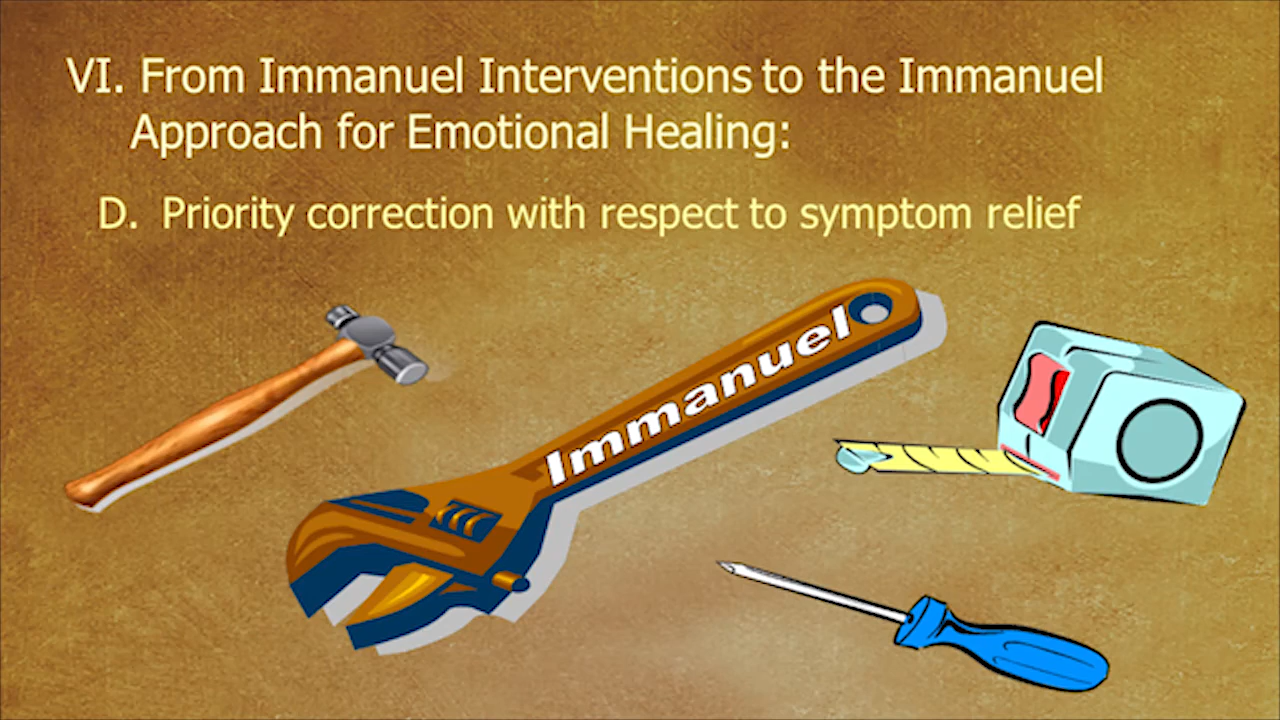 VI. From Immanuel Interventions to the Immanuel
Approach for Emotional Healing:
D. Priority correction with respect to symptom relief
Immanuel